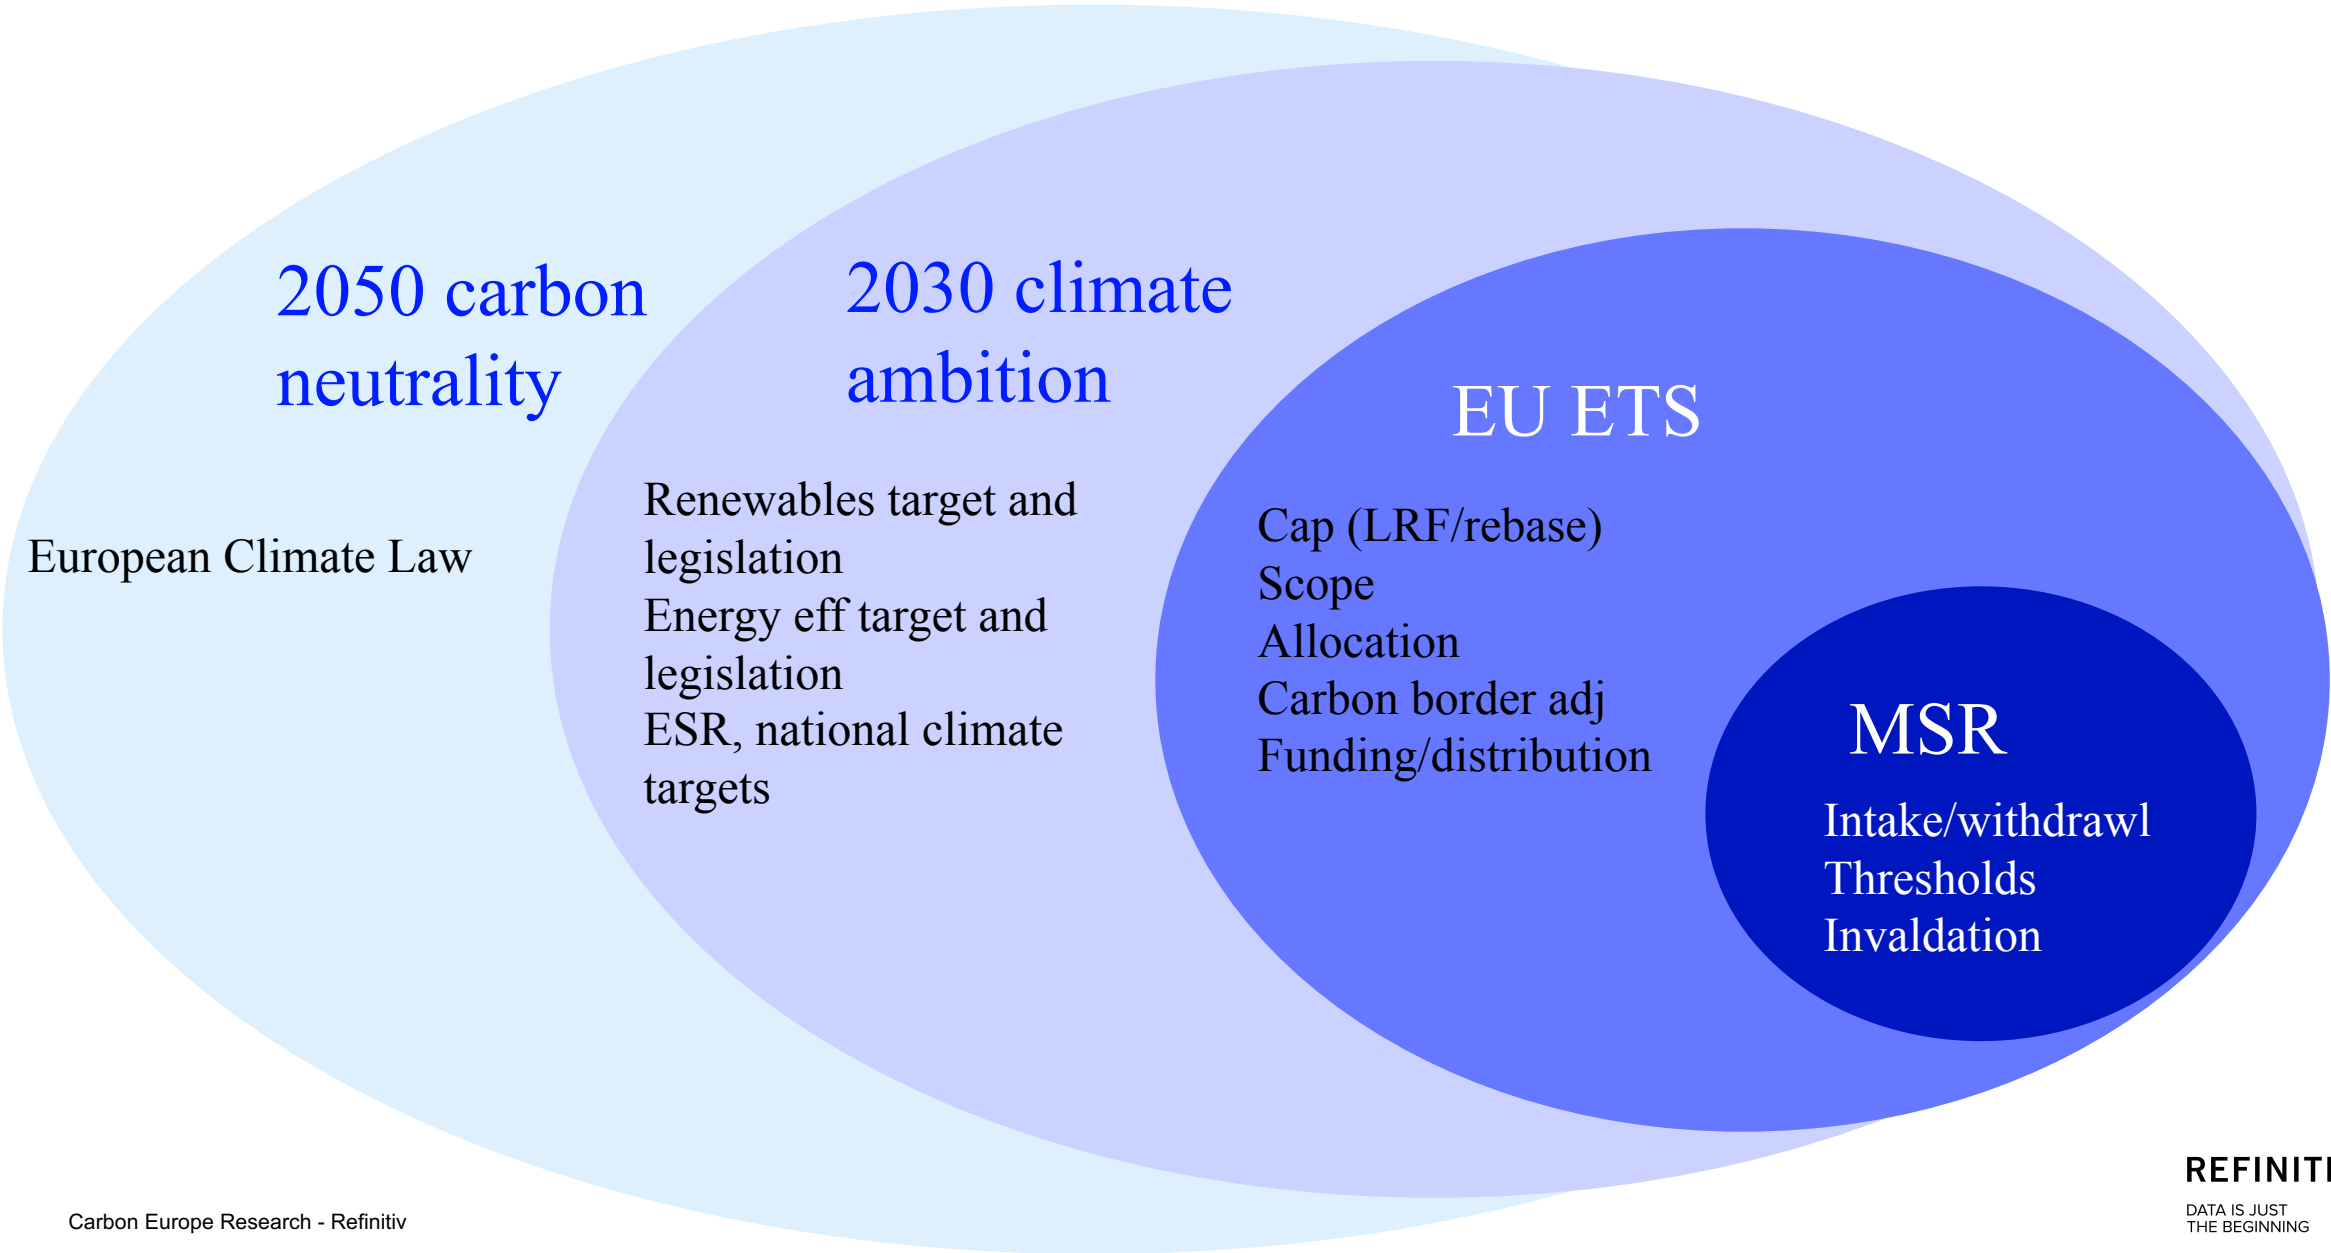 2050 carbon
neutrality
European Climate Law
2030 climate
ambition
Renewables target and
legislation
Energy eff target and
legislation
ESR, national climate
targets
EU ETS
Cap (LRF/rebase)
Scope
Allocation
Carbon border adj
Funding/distribution
MSR
Intake/withdrawl
Thresholds
Invaldation
Carbon Europe Research - Refinitiv
REFINITI
DATA IS JUST
THE BEGINNING